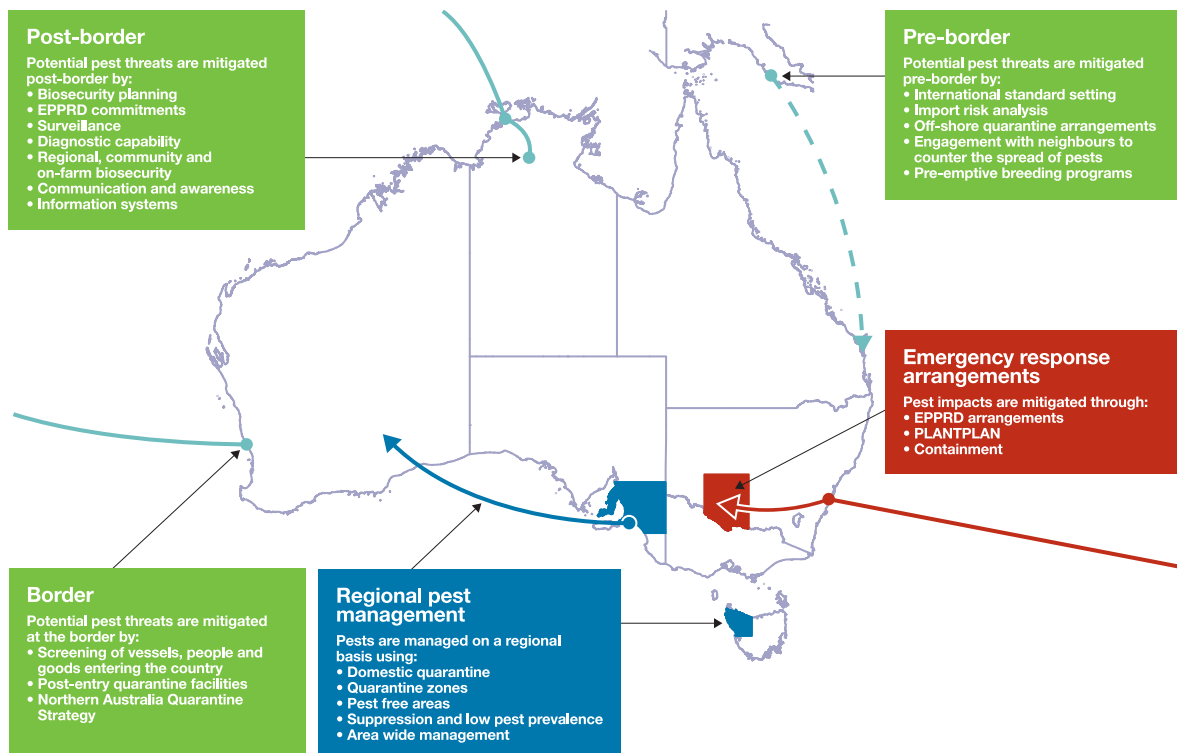 Post-border
Potential pest threats are mitigated
post-border by:
• Biosecurity planning
• EPPRD commitments
• Surveillance
• Diagnostic capability
• Regional, community and
on-farm biosecurity
• Communication and awareness
• Information systems
Pre-border
Potential pest threats are mitigated
pre-border by:
• International standard setting
• Import risk analysis
• Off-shore quarantine arrangements
• Engagement with neighbours to
counter the spread of pests
• Pre-emptive breeding programs
Emergency response
arrangements
Pest impacts are mitigated through:
• EPPRD arrangements
• PLANTPLAN
• Containment
Border
Potential pest threats are mitigated
at the border by:
• Screening of vessels, people and
goods entering the country
• Post-entry quarantine facilities
• Northern Australia Quarantine
Strategy
Regional pest
management
Pests are managed on a regional
basis using:
• Domestic quarantine
• Quarantine zones
• Pest free areas
• Suppression and low pest prevalence
• Area wide management